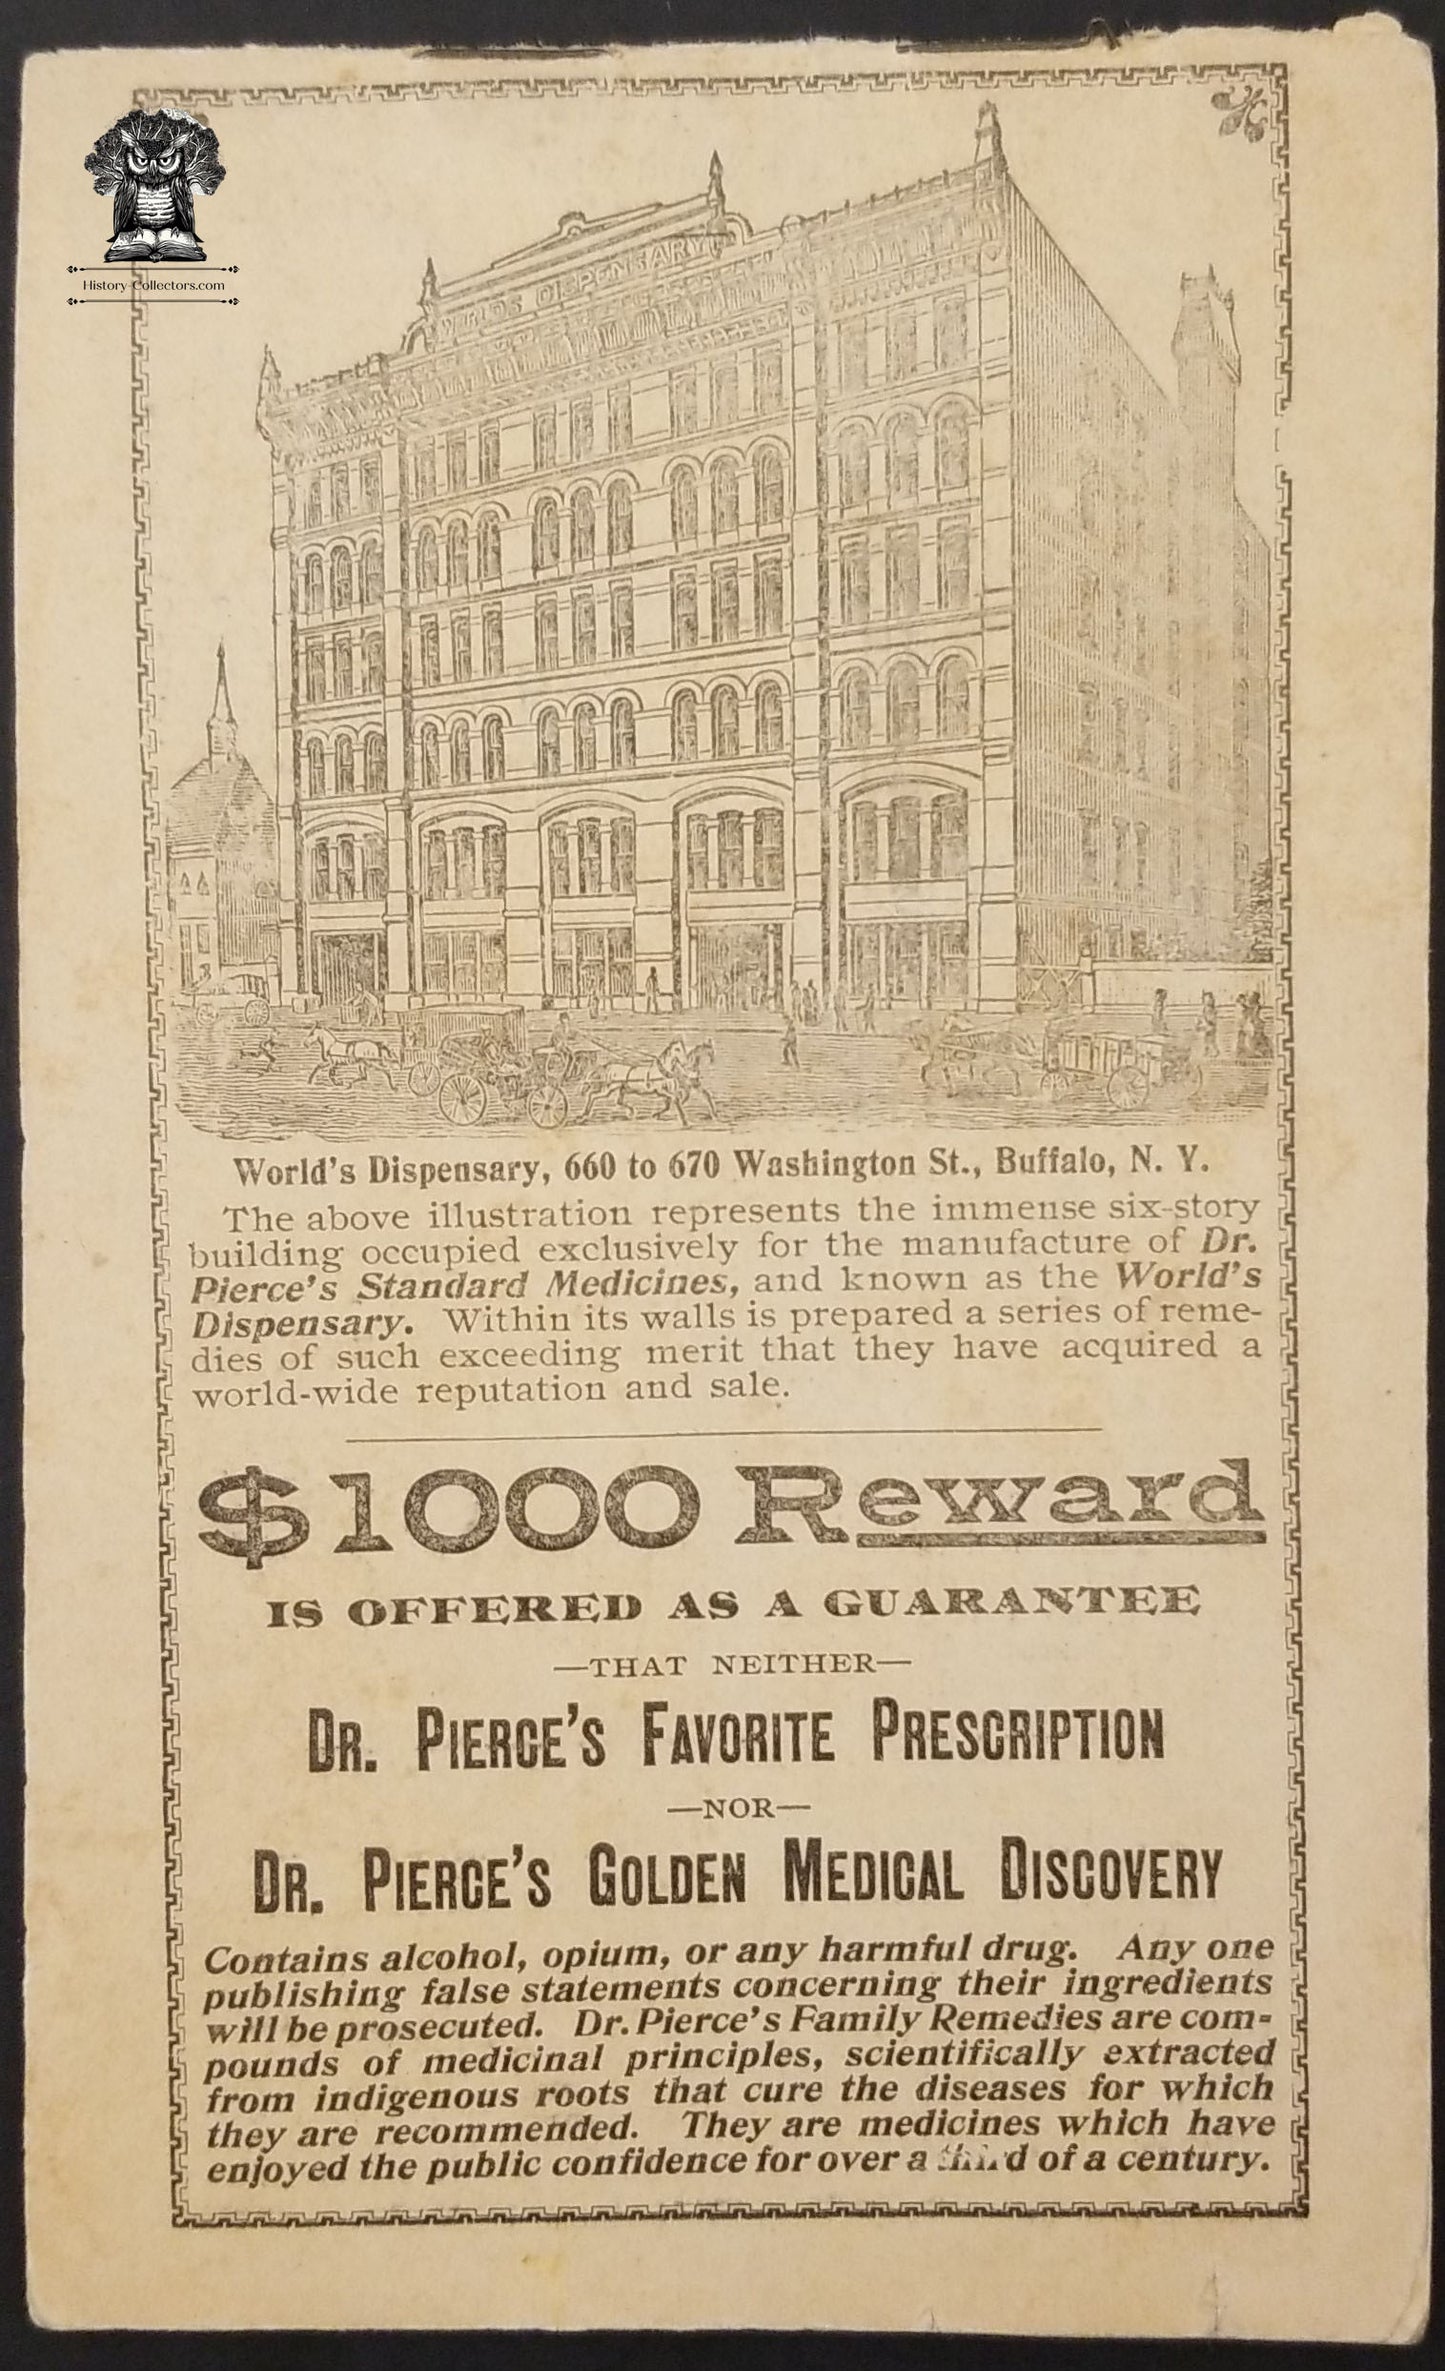 History-Collectors.com
WORLDS DISPENSARY
World's Dispensary, 660 to 670 Washington St., Buffalo, N. Y.
The above illustration represents the immense six-story
building occupied exclusively for the manufacture of Dr.
Pierce's Standard Medicines, and known as the World's
Dispensary. Within its walls is prepared a series of reme-
dies of such exceeding merit that they have acquired a
world-wide reputation and sale.
$1000 Reward
IS OFFERED AS A GUARANTEE
—THAT NEITHER—
DR. PIERCE'S FAVORITE PRESCRIPTION
—NOR—
DR. PIERCE'S GOLDEN MEDICAL DISCOVERY
Contains alcohol, opium, or any harmful drug. Any one
publishing false statements concerning their ingredients
will be prosecuted. Dr. Pierce's Family Remedies are com-
pounds of medicinal principles, scientifically extracted
from indigenous roots that cure the diseases for which
they are recommended. They are medicines which have
enjoyed the public confidence for over a third of a century.